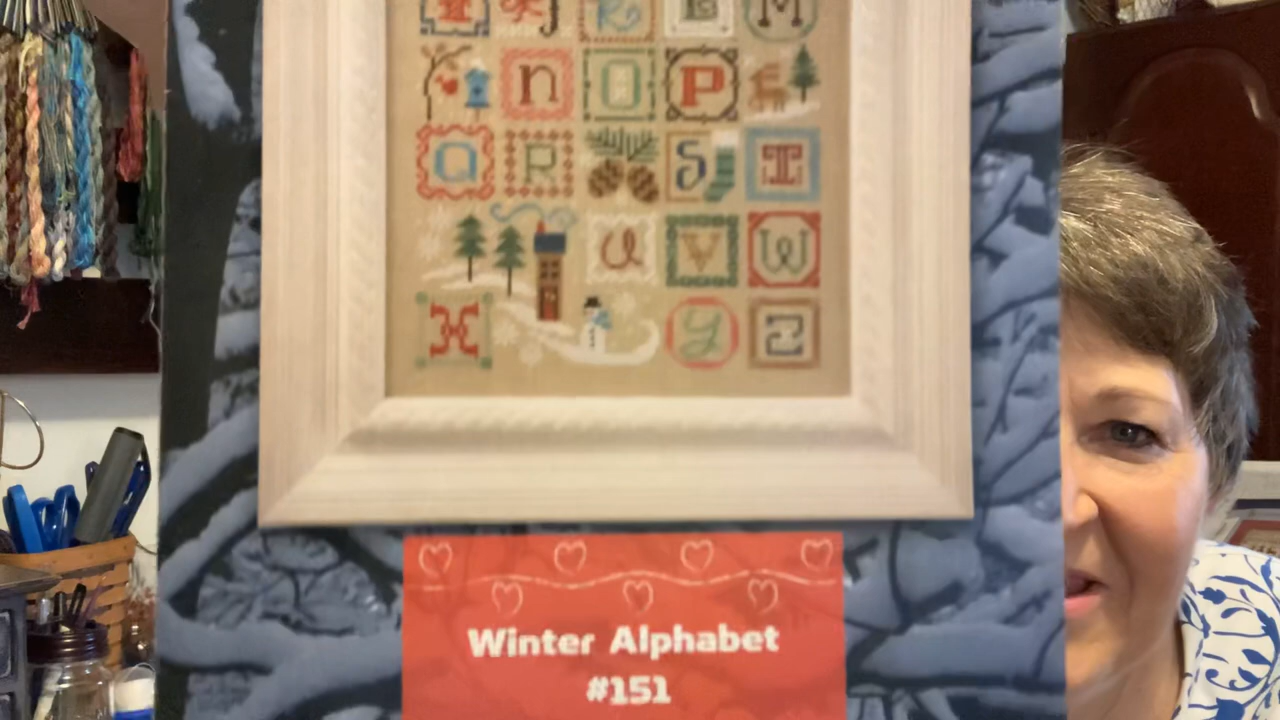 I J K L M
n O P
Q R S T
U V W
X Y Z
Winter Alphabet
#151